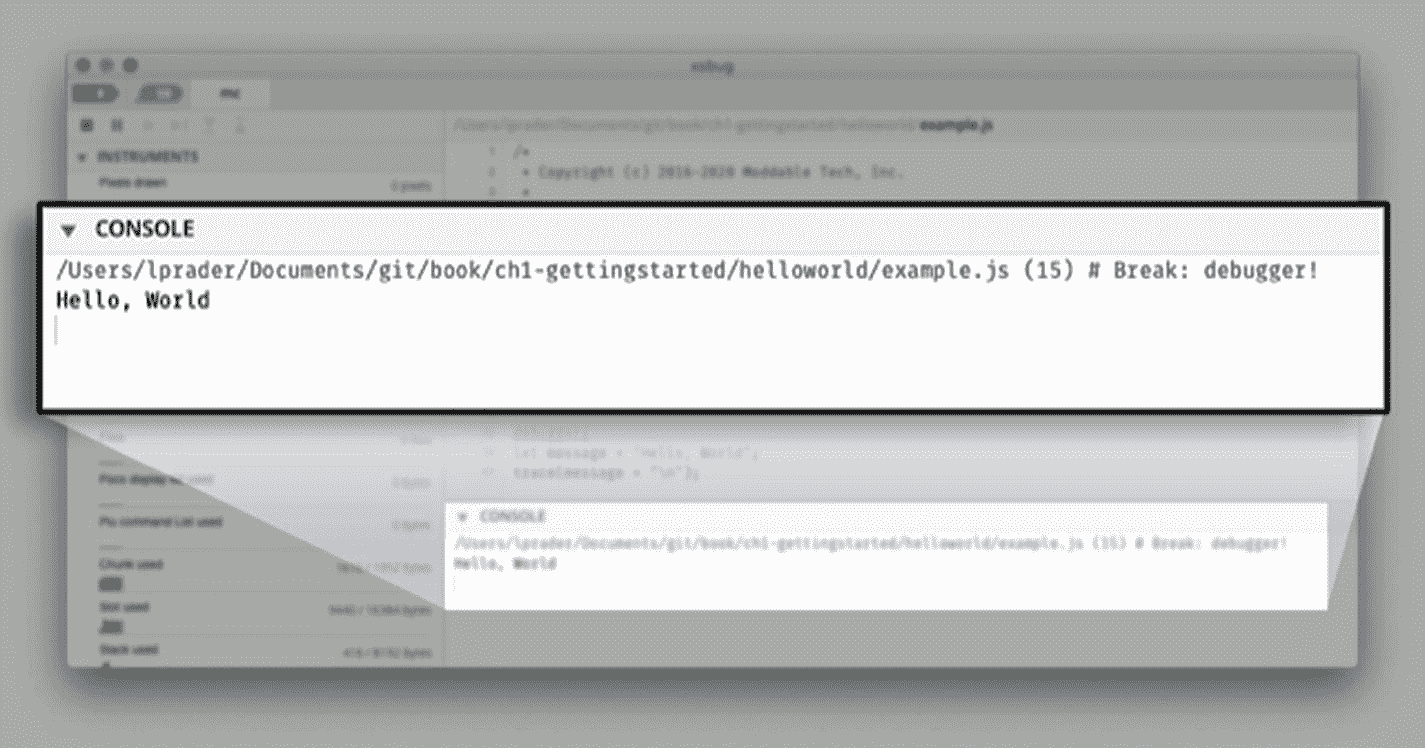 xsbug
mc
INSTRUMENTS
Pixels drawn 0 pixels
/Users/lprader/Documents/git/book/ch1-gettingstarted/helloworld/example.js
1 /*
2 * Copyright (c) 2016-2020 Moddable Tech, Inc.
3 *
CONSOLE
/Users/lprader/Documents/git/book/ch1-gettingstarted/helloworld/example.js (15) # Break: debugger!
Hello, World
let message = "Hello, World";
trace(message + "\n");
Poco display list used 0 bytes
Piu command List used 0 bytes
Chunk used
Slot used
Stack used
CONSOLE
/Users/lprader/Documents/git/book/ch1-gettingstarted/helloworld/example.js (15) # Break: debugger!
Hello, World